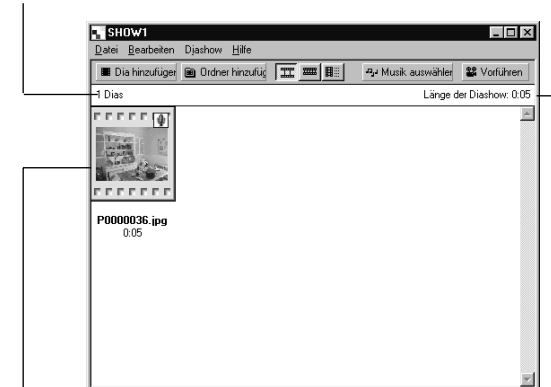 SHOW1
Datei Bearbeiten Diashow Hilfe
Dia hinzufüger Ordner hinzufüg Musik auswähler Vorführen
1 Dias Länge der Diashow: 0:05
P0000036.jpg
0:05